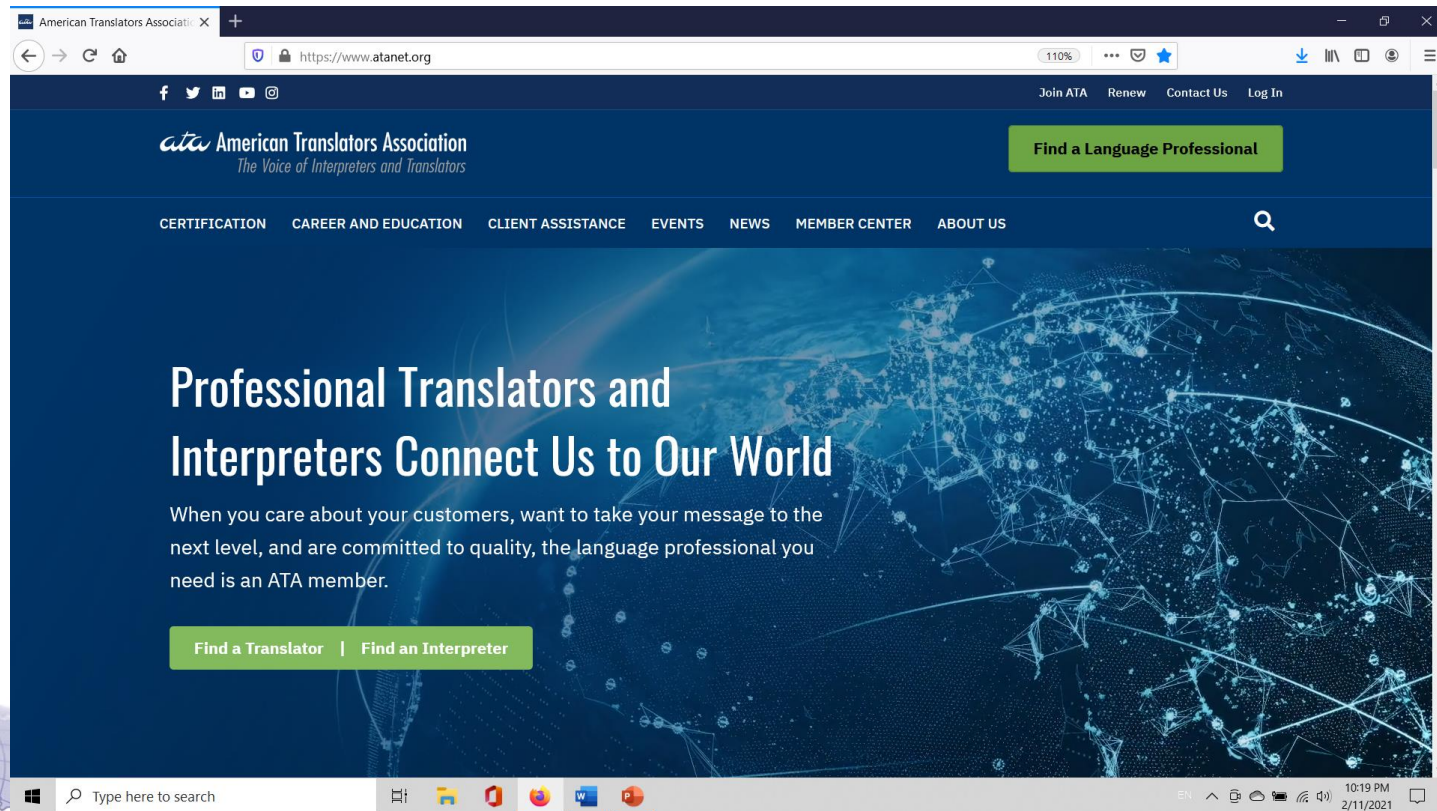 American Translators Associatio
https://www.atanet.org
110%
Join ATA Renew Contact Us Log In
ata American Translators Association
The Voice of Interpreters and Translators
Find a Language Professional
CERTIFICATION CAREER AND EDUCATION CLIENT ASSISTANCE EVENTS NEWS MEMBER CENTER ABOUT US
Professional Translators and
Interpreters Connect Us to Our World
When you care about your customers, want to take your message to the
next level, and are committed to quality, the language professional you
need is an ATA member.
Find a Translator | Find an Interpreter
Type here to search
EN
10:19 PM
2/11/2021